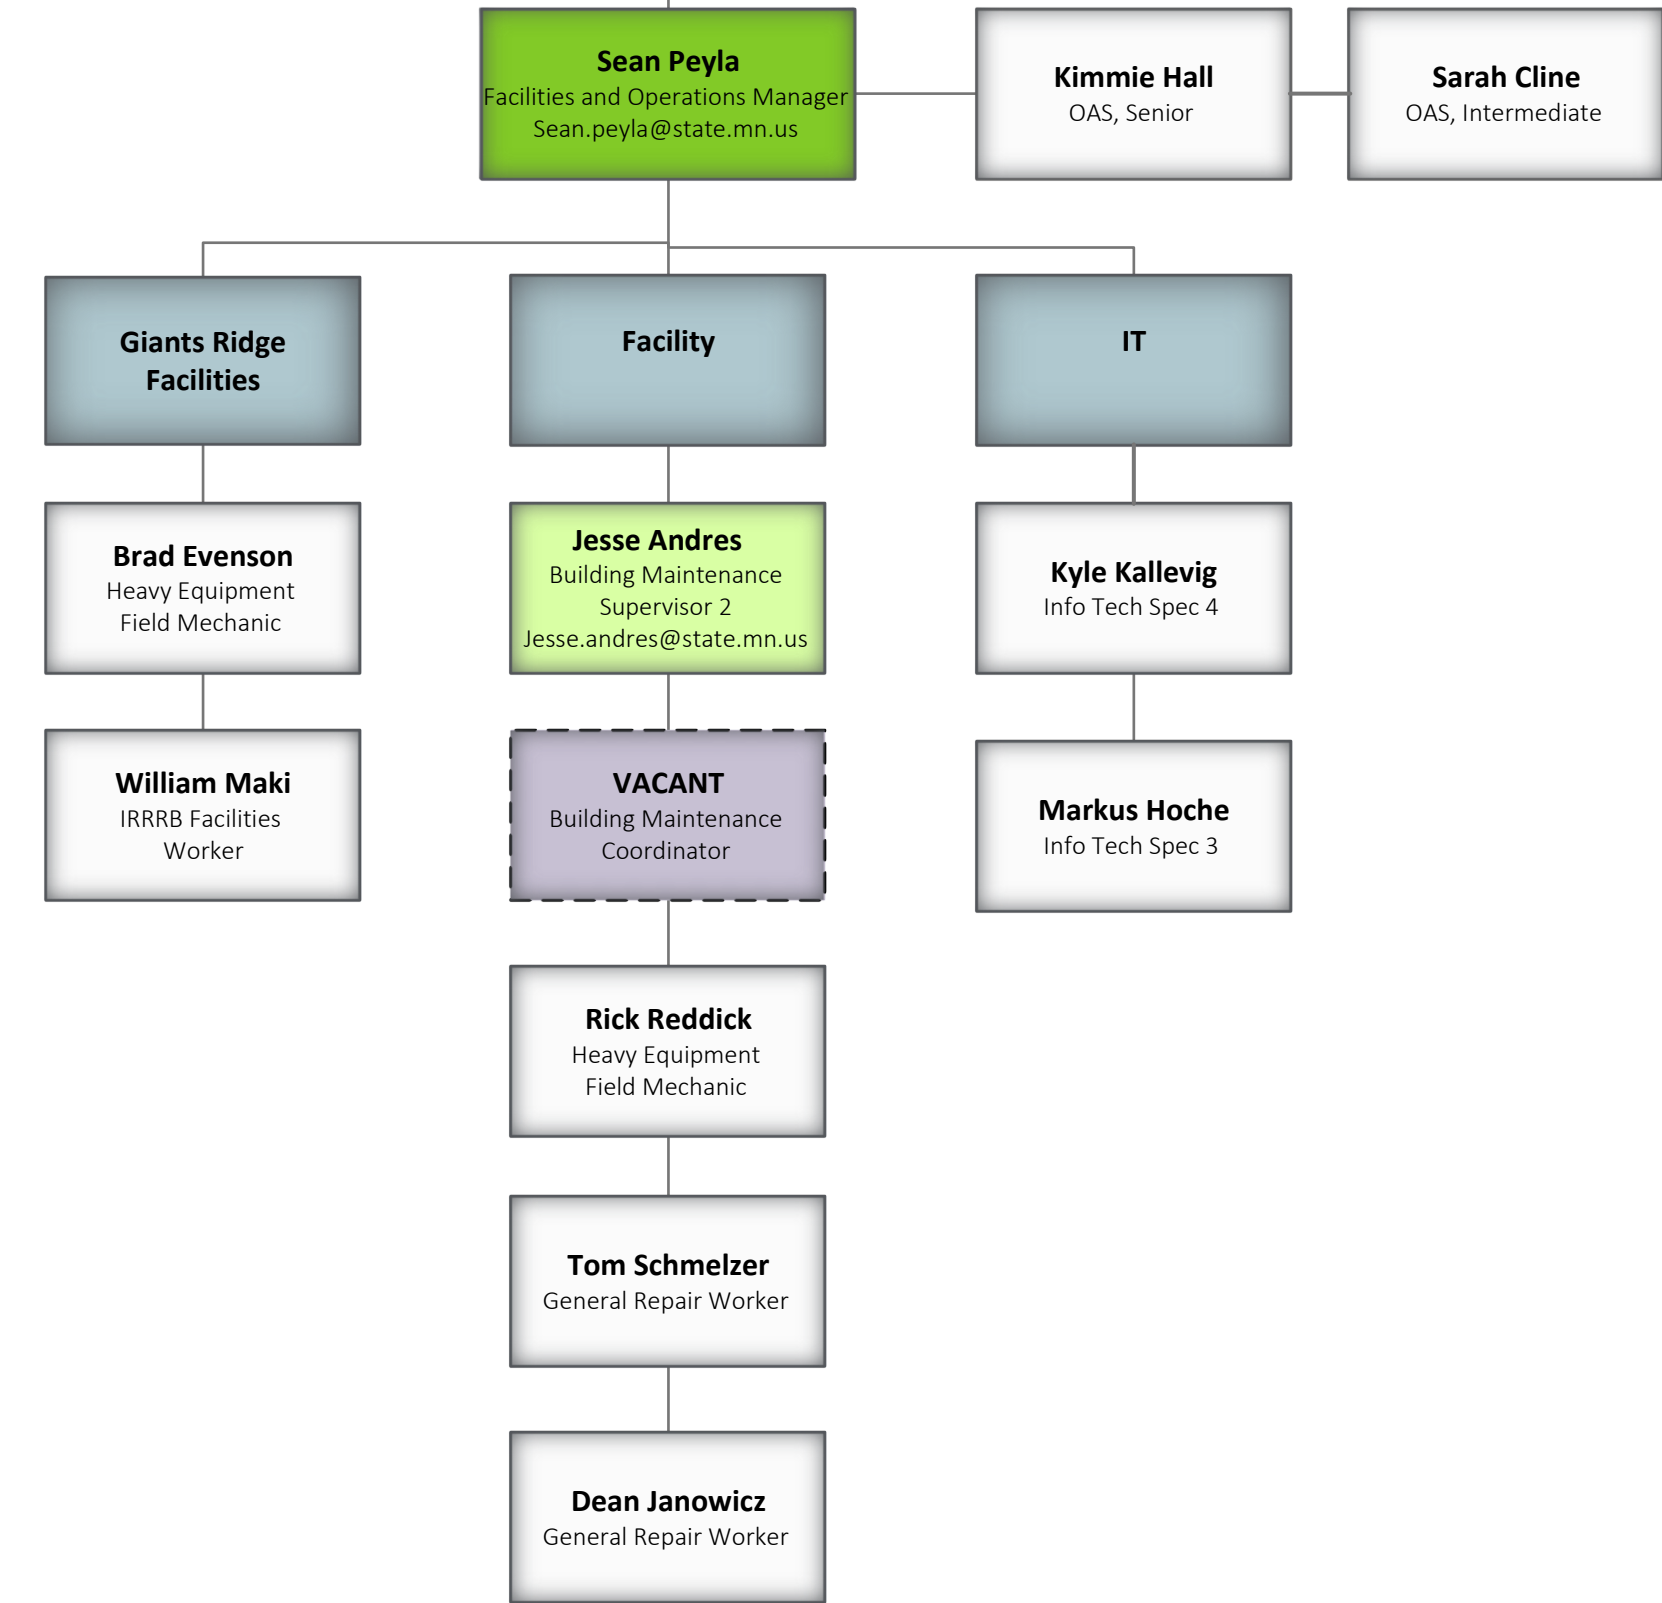 Sean Peyla
Facilities and Operations Manager
Sean.peyla@state.mn.us
Kimmie Hall
OAS, Senior
Sarah Cline
OAS, Intermediate
Giants Ridge
Facilities
Facility
IT
Brad Evenson
Heavy Equipment
Field Mechanic
Jesse Andres
Building Maintenance
Supervisor 2
Jesse.andres@state.mn.us
Kyle Kallevig
Info Tech Spec 4
William Maki
IRRRB Facilities
Worker
VACANT
Building Maintenance
Coordinator
Markus Hoche
Info Tech Spec 3
Rick Reddick
Heavy Equipment
Field Mechanic
Tom Schmelzer
General Repair Worker
Dean Janowicz
General Repair Worker